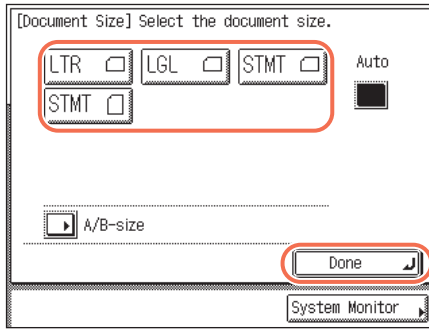 [Document Size] Select the document size.
LTR LGL STMT Auto
STMT
A/B-size
Done
System Monitor